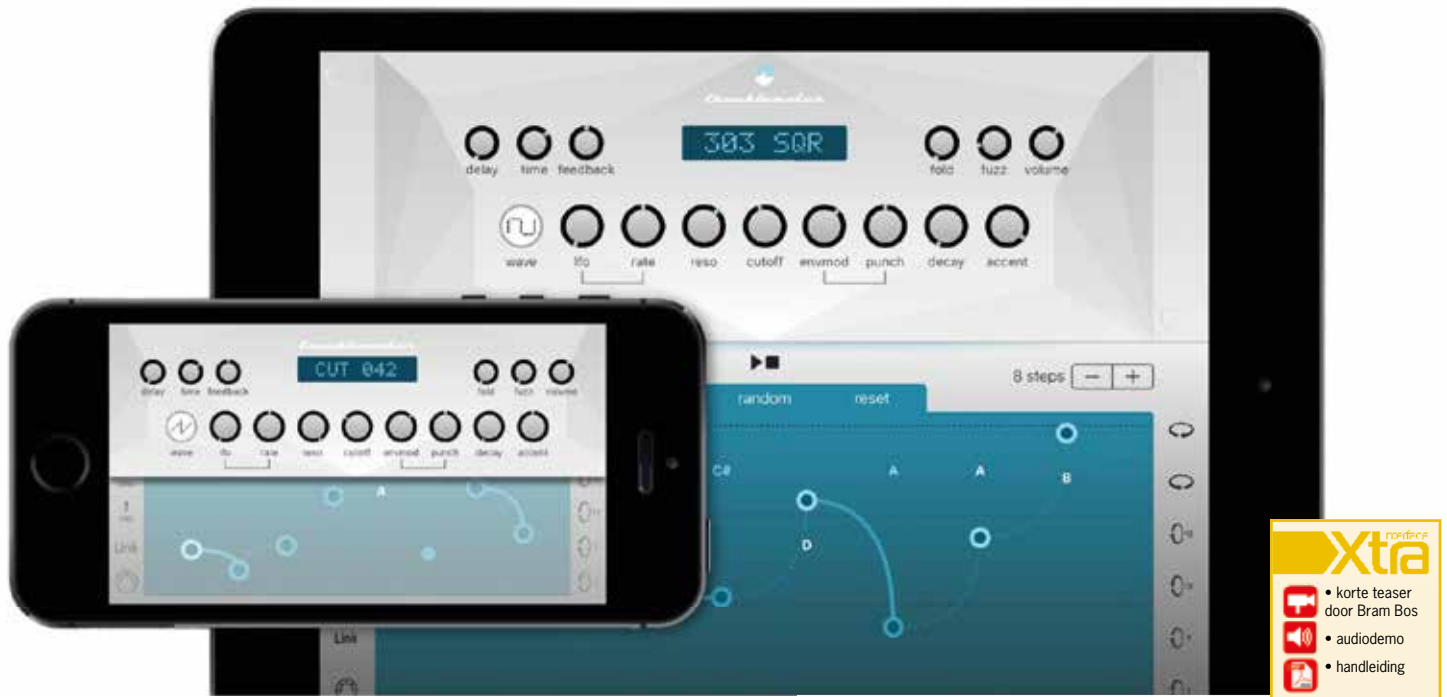 303 SQR
delay time feedback
fold fuzz volume
wave lfo rate reso cutoff envmod punch decay accent
8 steps − +
random reset
C# A A B
D
Link
CUT 042
delay time feedback
fold fuzz volume
wave lfo rate reso cutoff envmod punch decay accent
A
Link
interface
Xtra
• korte teaser
door Bram Bos
• audiodemo
• handleiding